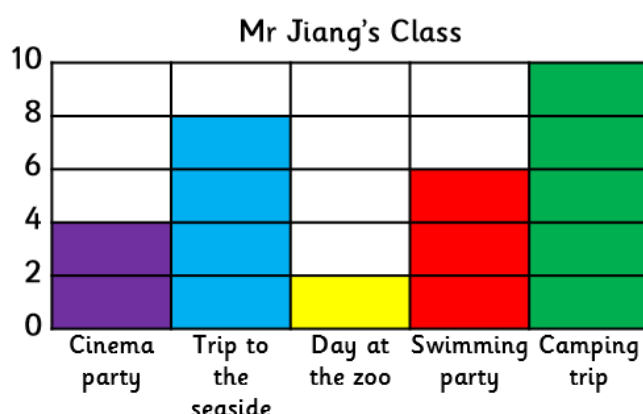 Mr Jiang's Class
10
8
6
4
2
0
Cinema party
Trip to the seaside
Day at the zoo
Swimming party
Camping trip